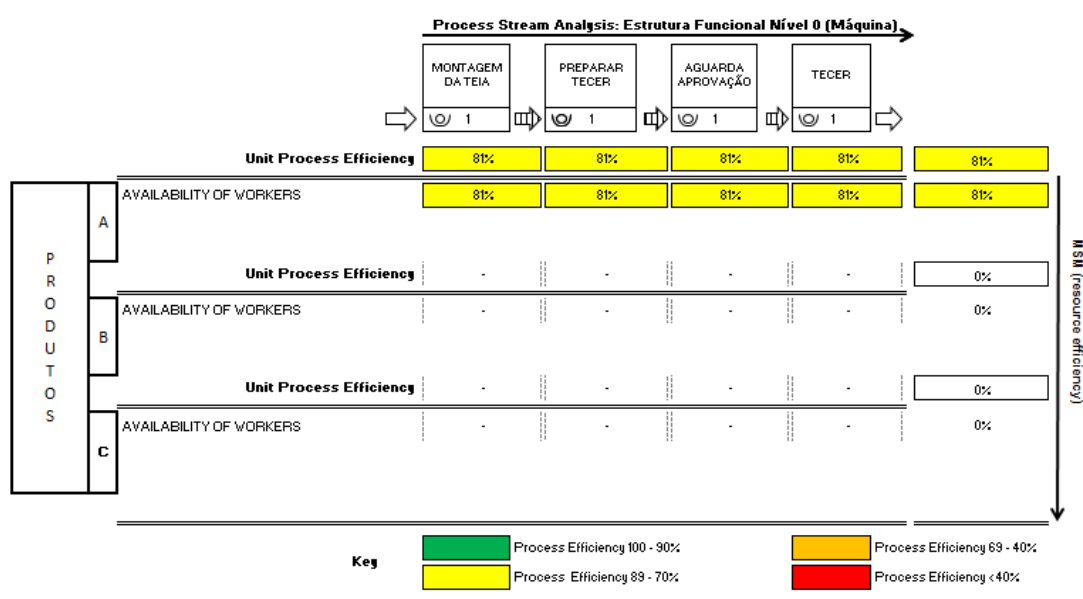 Process Stream Analysis: Estrutura Funcional Nível 0 (Máquina)
MONTAGEM
DA TEIA
PREPARAR
TECER
AGUARDA
APROVAÇÃO
TECER
1 1 1 1
Unit Process Efficiency 81% 81% 81% 81% 81%
PRODUTOS
A
AVAILABILITY OF WORKERS 81% 81% 81% 81% 81%
Unit Process Efficiency - - - - 0%
B
AVAILABILITY OF WORKERS - - - - 0%
Unit Process Efficiency - - - - 0%
C
AVAILABILITY OF WORKERS - - - - 0%
MSM (resource efficiency)
Key
Process Efficiency 100 - 90%
Process Efficiency 69 - 40%
Process Efficiency 89 - 70%
Process Efficiency <40%